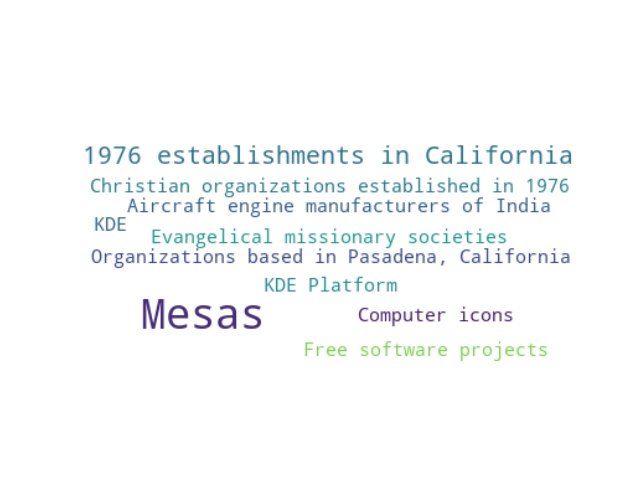 1976 establishments in California
Christian organizations established in 1976
Aircraft engine manufacturers of India
KDE
Evangelical missionary societies
Organizations based in Pasadena, California
KDE Platform
Mesas
Computer icons
Free software projects